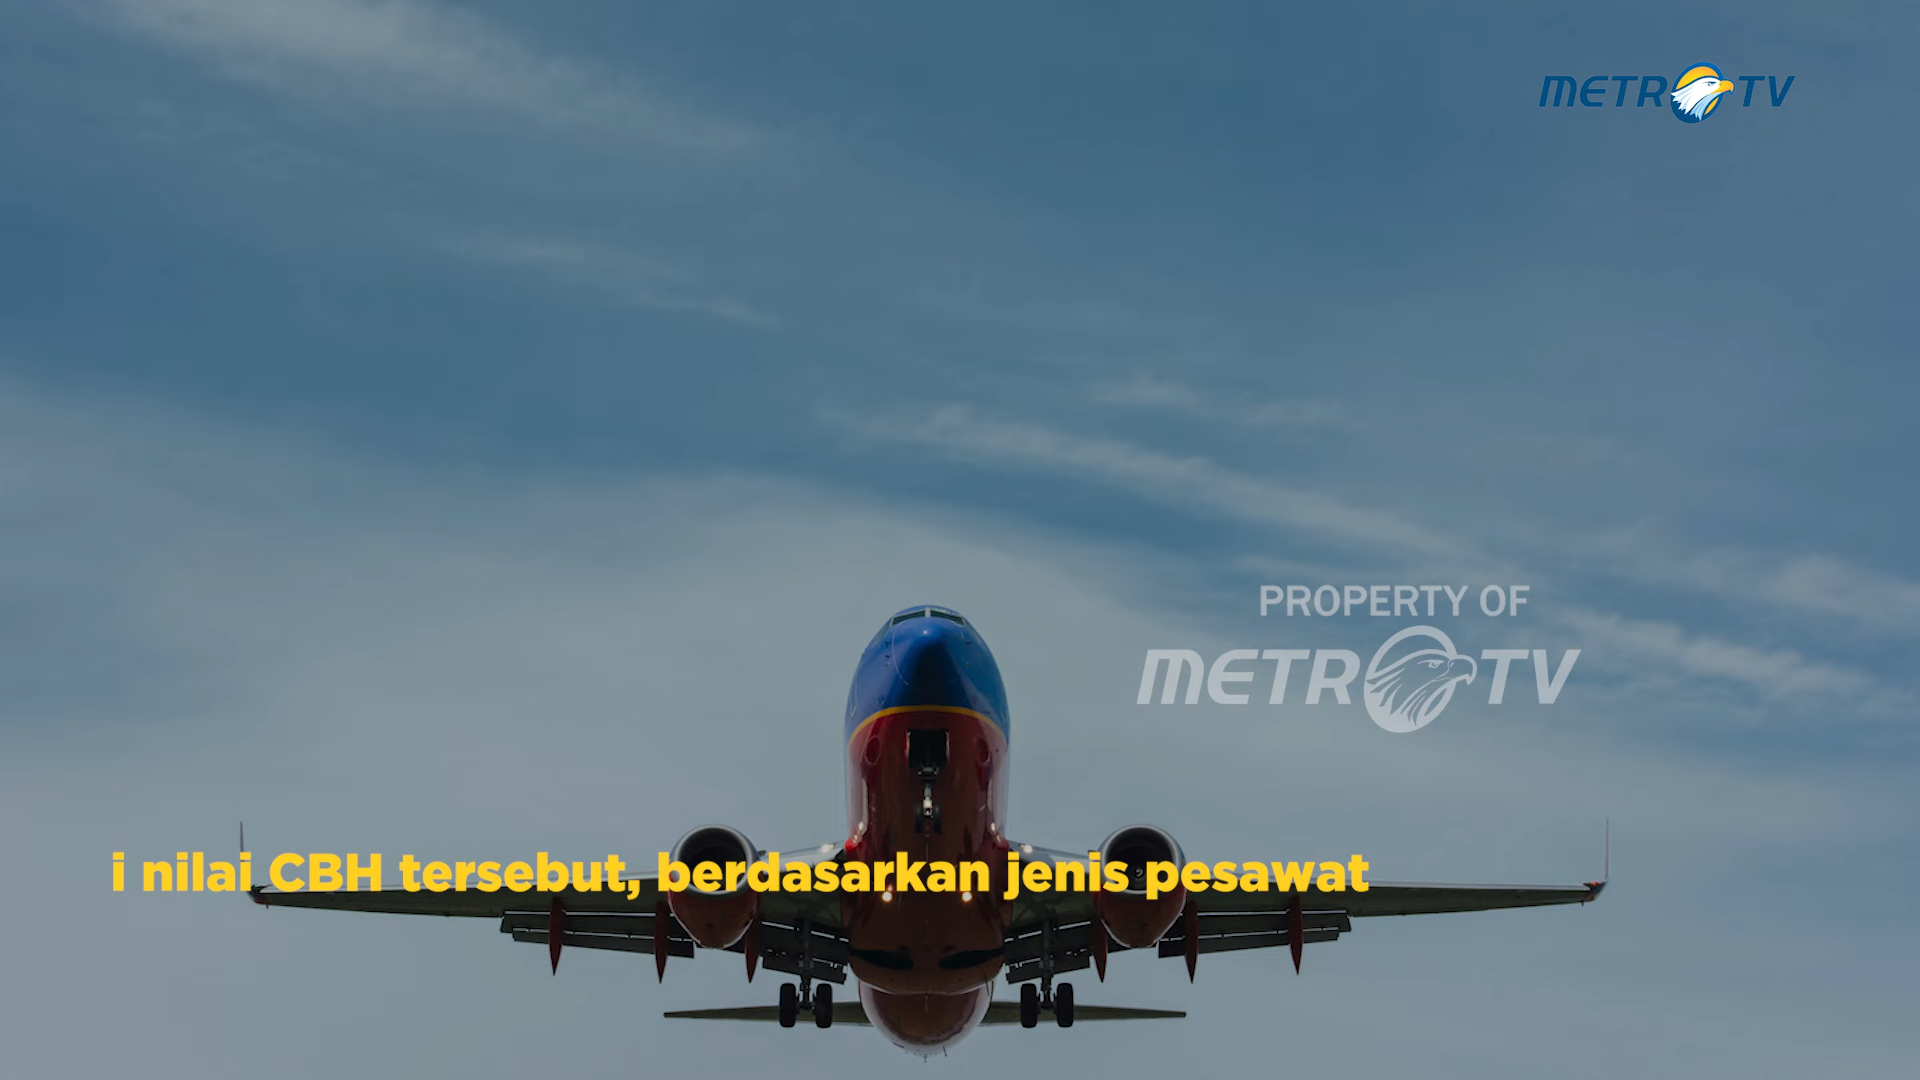 METRO TV
PROPERTY OF
METRO TV
i nilai CBH tersebut, berdasarkan jenis pesawat